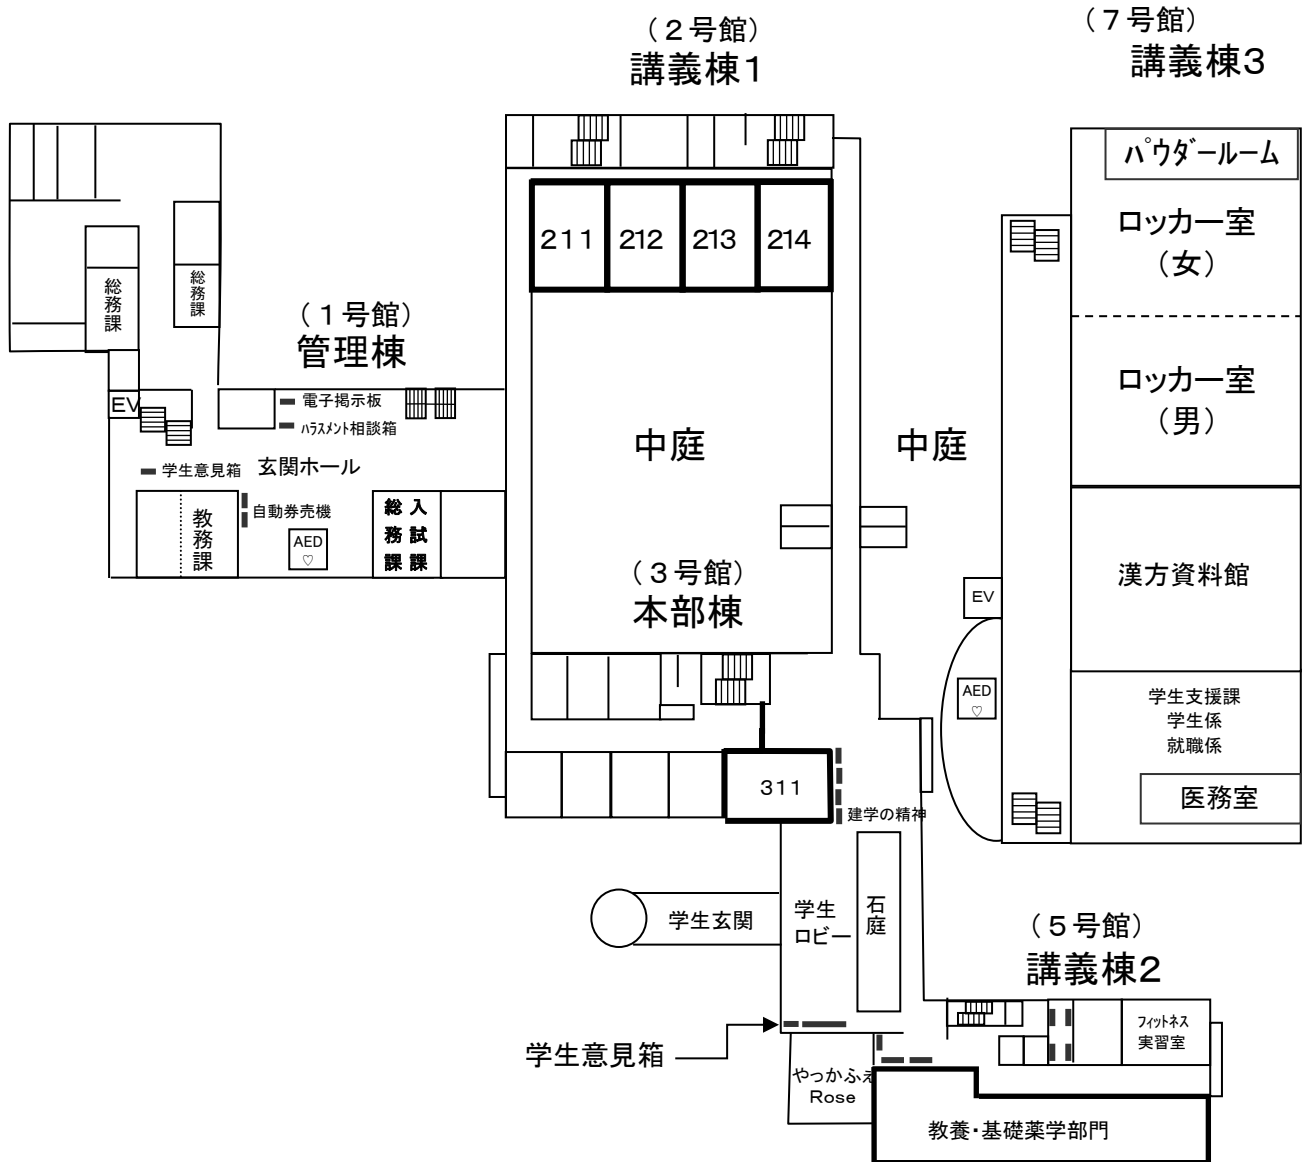 （２号館）
講義棟1
（７号館）
講義棟3
パウダールーム
ロッカー室
（女）
ロッカー室
（男）
漢方資料館
学生支援課
学生係
就職係
医務室
EV
AED
♡
211
212
213
214
中庭
中庭
（１号館）
管理棟
総務課
総務課
EV
電子掲示板
ﾊﾗｽﾒﾝﾄ相談箱
学生意見箱
玄関ホール
教務課
自動券売機
AED
♡
入試課
総務課
（３号館）
本部棟
311
建学の精神
学生玄関
学生
ロビー
石庭
学生意見箱
やっかふぇ
Rose
（５号館）
講義棟2
ﾌｨｯﾄﾈｽ
実習室
教養・基礎薬学部門